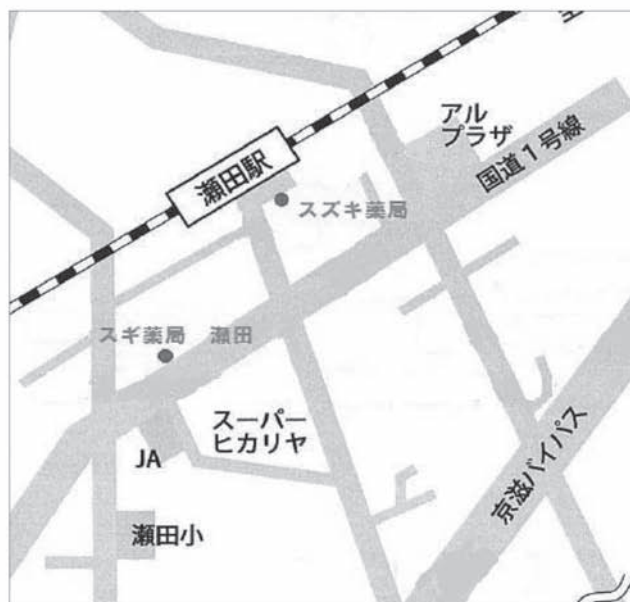 アル
プラザ
国道1号線
瀬田駅
スズキ薬局
スギ薬局 瀬田
スーパー
ヒカリヤ
JA
京滋バイパス
瀬田小